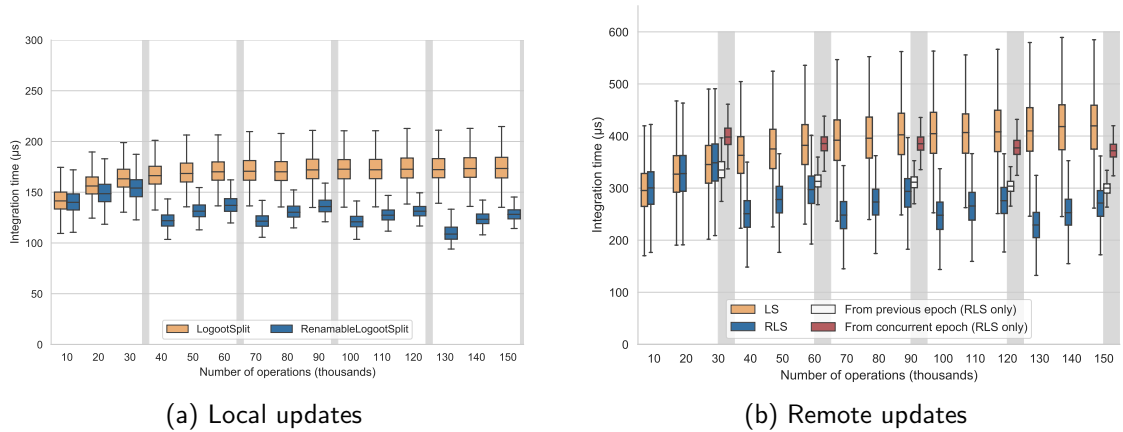 300
250
200
150
100
50
0
Integration time (µs)
LogootSplit
RenamableLogootSplit
10 20 30 40 50 60 70 80 90 100 110 120 130 140 150
Number of operations (thousands)
(a) Local updates
600
500
400
300
200
100
0
Integration time (µs)
LS
RLS
From previous epoch (RLS only)
From concurrent epoch (RLS only)
10 20 30 40 50 60 70 80 90 100 110 120 130 140 150
Number of operations (thousands)
(b) Remote updates